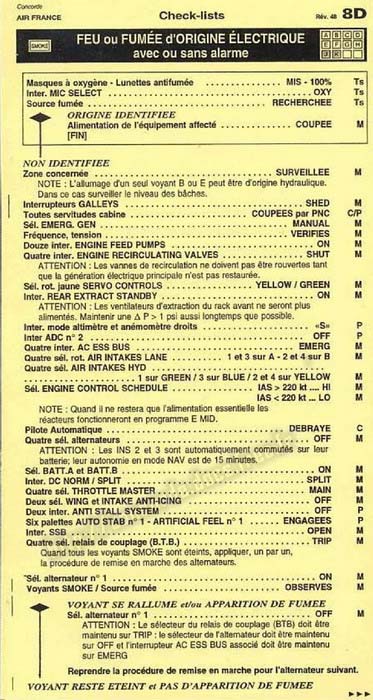 Concorde
AIR FRANCE Check-lists Rév. 48 8D
SMOKE FEU ou FUMÉE d'ORIGINE ÉLECTRIQUE
avec ou sans alarme
A B C D
E F G H
Masques à oxygène - Lunettes antifumée ............ MIS - 100% Ts
Inter. MIC SELECT ............ OXY Ts
Source fumée ............ RECHERCHEE Ts
ORIGINE IDENTIFIEE
Alimentation de l'équipement affecté ............ COUPEE M
[FIN]
NON IDENTIFIEE
Zone concernée ............ SURVEILLEE M
NOTE : L'allumage d'un seul voyant B ou E peut être d'origine hydraulique.
Dans ce cas surveiller le niveau des bâches.
Interrupteurs GALLEYS ............ SHED M
Toutes servitudes cabine ............ COUPEES par PNC C/P
Sél. EMERG. GEN ............ MANUAL M
Fréquence, tension ............ VERIFIES M
Douze inter. ENGINE FEED PUMPS ............ ON M
Quatre inter. ENGINE RECIRCULATING VALVES ............ SHUT M
ATTENTION : Les vannes de recirculation ne doivent pas être rouvertes tant
que la génération électrique principale n'est pas restaurée.
Sél. rot. jaune SERVO CONTROLS ............ YELLOW / GREEN M
Inter. REAR EXTRACT STANDBY ............ ON M
ATTENTION : Les ventilateurs d'extraction du rack avant ne seront plus
alimentés. Maintenir une Δ P > 1 psi aussi longtemps que possible.
Inter. mode altimètre et anémomètre droits ............ «S» P
Inter ADC n° 2 ............ OFF P
Quatre inter. AC ESS BUS ............ EMERG M
Quatre sél. rot. AIR INTAKES LANE ............ 1 et 3 sur A - 2 et 4 sur B M
Quatre sél. AIR INTAKES HYD
............ 1 sur GREEN / 3 sur BLUE / 2 et 4 sur YELLOW M
Sél. ENGINE CONTROL SCHEDULE ............ IAS > 220 kt ... HI M
IAS < 220 kt ... LO M
NOTE : Quand il ne restera que l'alimentation essentielle les
réacteurs fonctionneront en programme E MID.
Pilote Automatique ............ DEBRAYE C
Quatre sél. alternateurs ............ OFF M
ATTENTION : Les INS 2 et 3 sont automatiquement commutés sur leur
batterie; leur autonomie en mode NAV est de 15 minutes.
Sél. BATT.A et BATT.B ............ ON M
Inter. DC NORM / SPLIT ............ SPLIT M
Quatre sél. THROTTLE MASTER ............ MAIN M
Deux sél. WING et INTAKE ANTI-ICING ............ OFF M
Deux inter. ANTI STALL SYSTEM ............ OFF P
Six palettes AUTO STAB n° 1 - ARTIFICIAL FEEL n° 1 ............ ENGAGEES P
Inter. SSB ............ OPEN M
Quatre sél. relais de couplage (B.T.B.) ............ TRIP M
Quand tous les voyants SMOKE sont éteints, appliquer, un par un,
la procédure de remise en marche des alternateurs.
Sél. alternateur n° 1 ............ ON M
Voyants SMOKE / Source fumée ............ OBSERVES M
VOYANT SE RALLUME et/ou APPARITION DE FUMEE
Sél. alternateur n° 1 ............ OFF M
ATTENTION : Le sélecteur du relais de couplage (BTB) doit être
maintenu sur TRIP : le sélecteur de l'alternateur doit être maintenu
sur OFF et l'interrupteur AC ESS BUS associé doit être maintenu
sur EMERG
Reprendre la procédure de remise en marche pour l'alternateur suivant.
VOYANT RESTE ETEINT et PAS D'APPARITION DE FUMEE
►►►